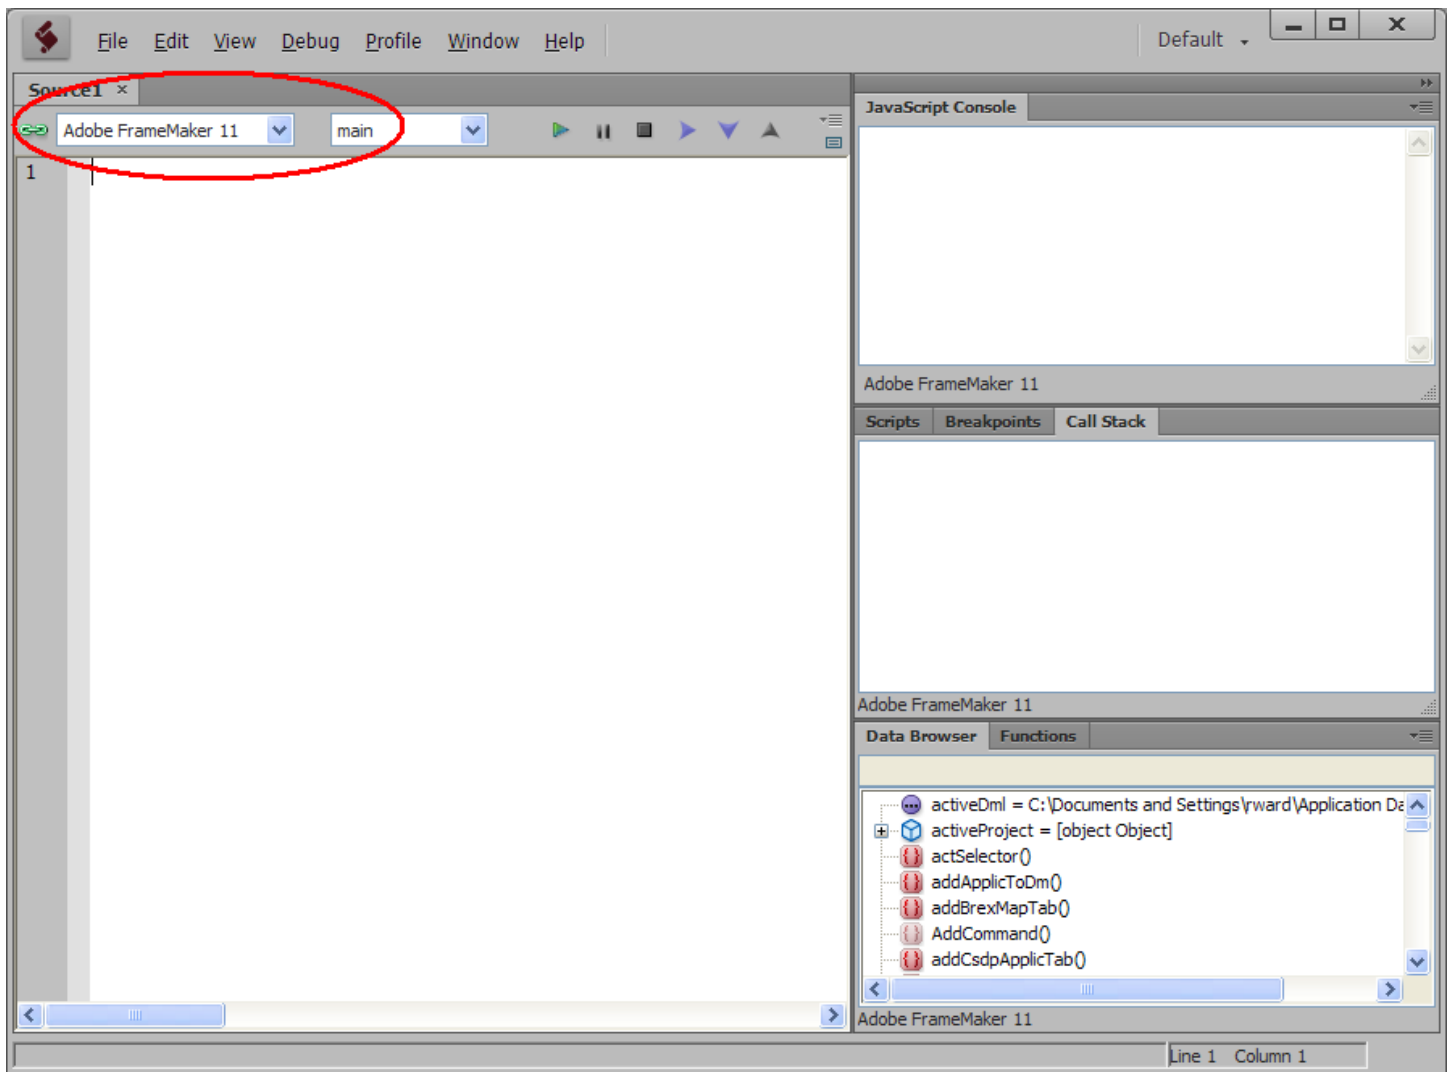 File Edit View Debug Profile Window Help Default
Source1 ×
Adobe FrameMaker 11 main
1
JavaScript Console
Adobe FrameMaker 11
Scripts Breakpoints Call Stack
Adobe FrameMaker 11
Data Browser Functions
activeDml = C:\Documents and Settings\rward\Application Da
activeProject = [object Object]
actSelector()
addApplicToDm()
addBrexMapTab()
AddCommand()
addCsdpApplicTab()
Adobe FrameMaker 11
Line 1 Column 1